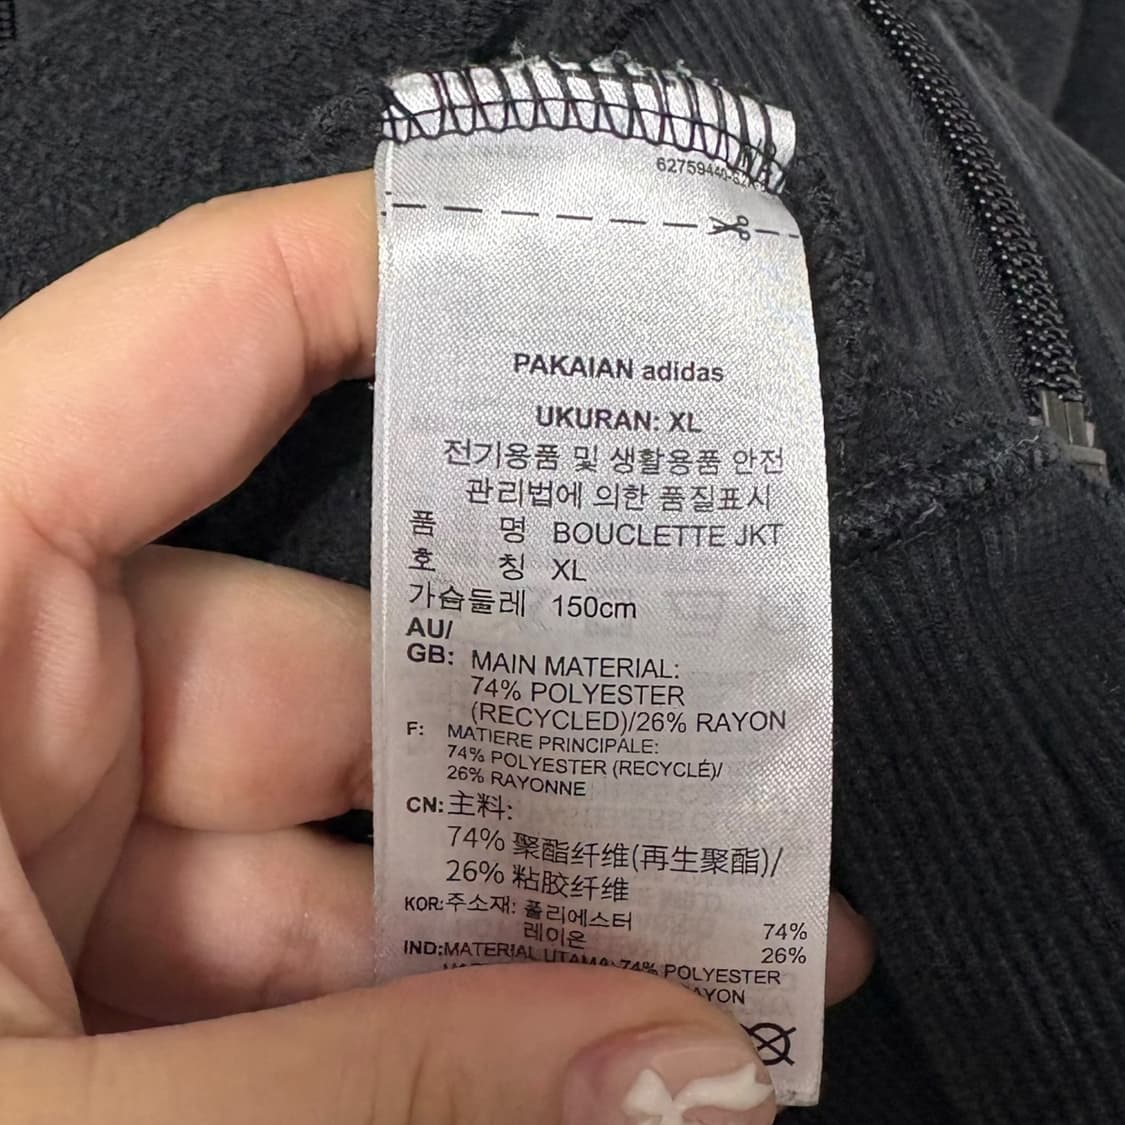 PAKAIAN adidas
UKURAN: XL
전기용품 및 생활용품 안전
관리법에 의한 품질표시
품 명 BOUCLETTE JKT
호 칭 XL
가슴둘레 150cm
AU/
GB: MAIN MATERIAL:
74% POLYESTER
(RECYCLED)/26% RAYON
F: MATIERE PRINCIPALE:
74% POLYESTER (RECYCLÉ)/
26% RAYONNE
CN: 主料:
74% 聚酯纤维(再生聚酯)/
26% 粘胶纤维
KOR: 주소재: 폴리에스터 74%
레이온 26%
IND: MATERIAL UTAMA: 74% POLYESTER